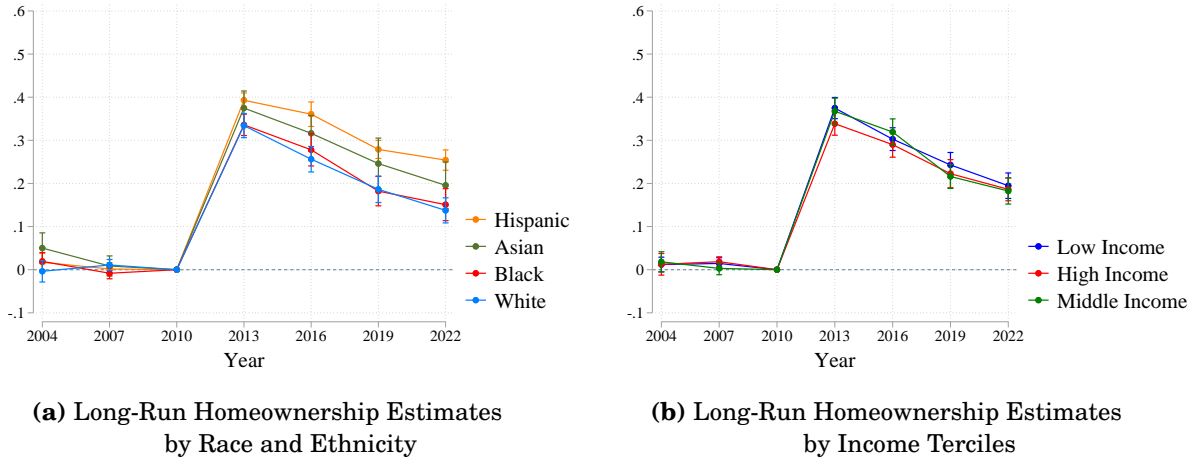 .6
.5
.4
.3
.2
.1
0
-.1
2004 2007 2010 2013 2016 2019 2022
Year
Hispanic
Asian
Black
White
(a) Long-Run Homeownership Estimates
by Race and Ethnicity
.6
.5
.4
.3
.2
.1
0
-.1
2004 2007 2010 2013 2016 2019 2022
Year
Low Income
High Income
Middle Income
(b) Long-Run Homeownership Estimates
by Income Terciles